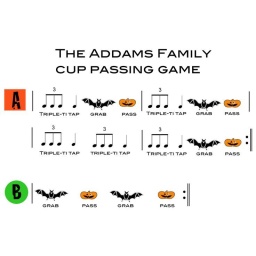 The Addams Family
cup passing game
A
3 3
Triple-ti tap grab pass Triple-ti tap grab pass
3 3 3
Triple-ti tap Triple-ti tap Triple-ti tap grab pass
B
grab pass grab pass